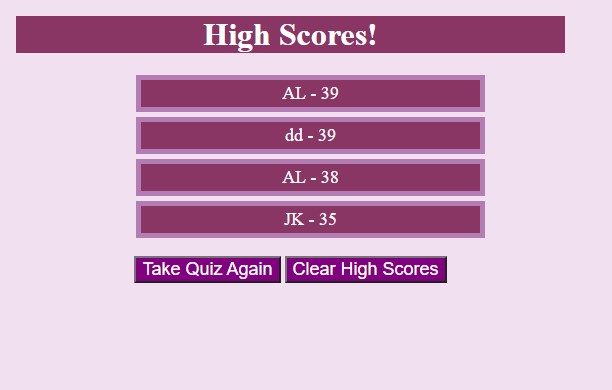 High Scores!
AL - 39
dd - 39
AL - 38
JK - 35
Take Quiz Again Clear High Scores